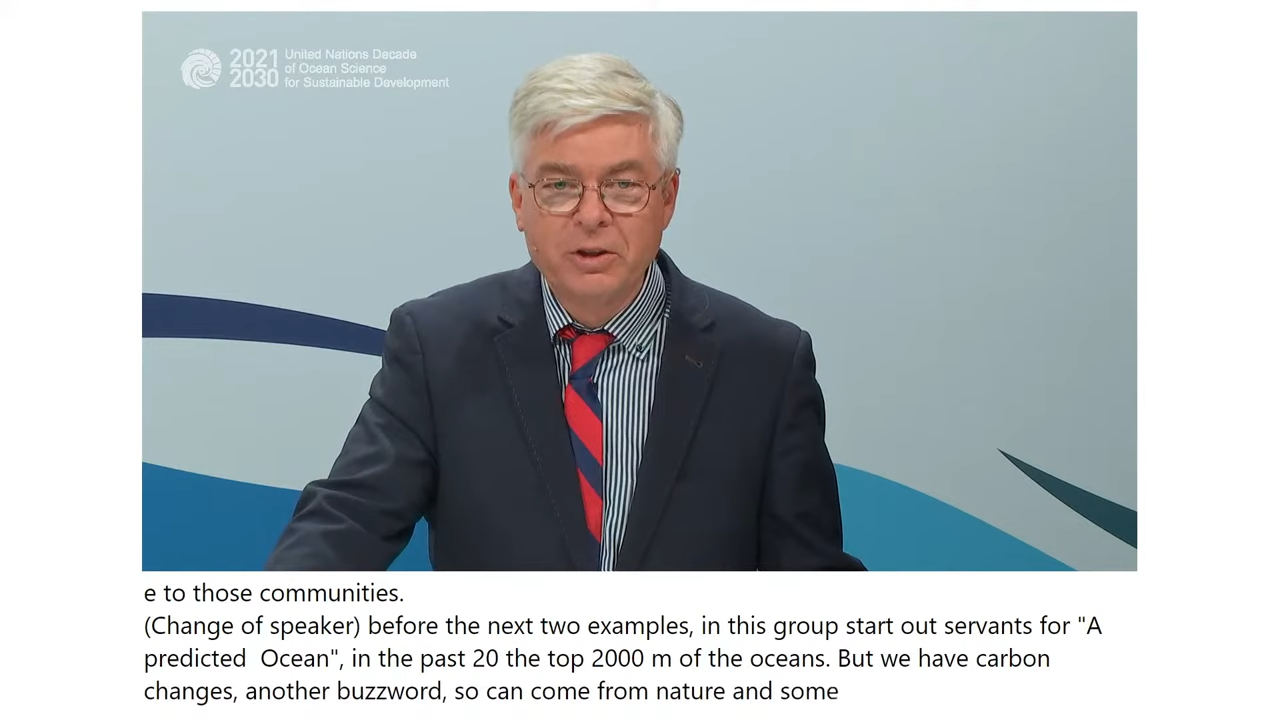 2021
2030
United Nations Decade
of Ocean Science
for Sustainable Development
e to those communities.
(Change of speaker) before the next two examples, in this group start out servants for "A
predicted  Ocean", in the past 20 the top 2000 m of the oceans. But we have carbon
changes, another buzzword, so can come from nature and some